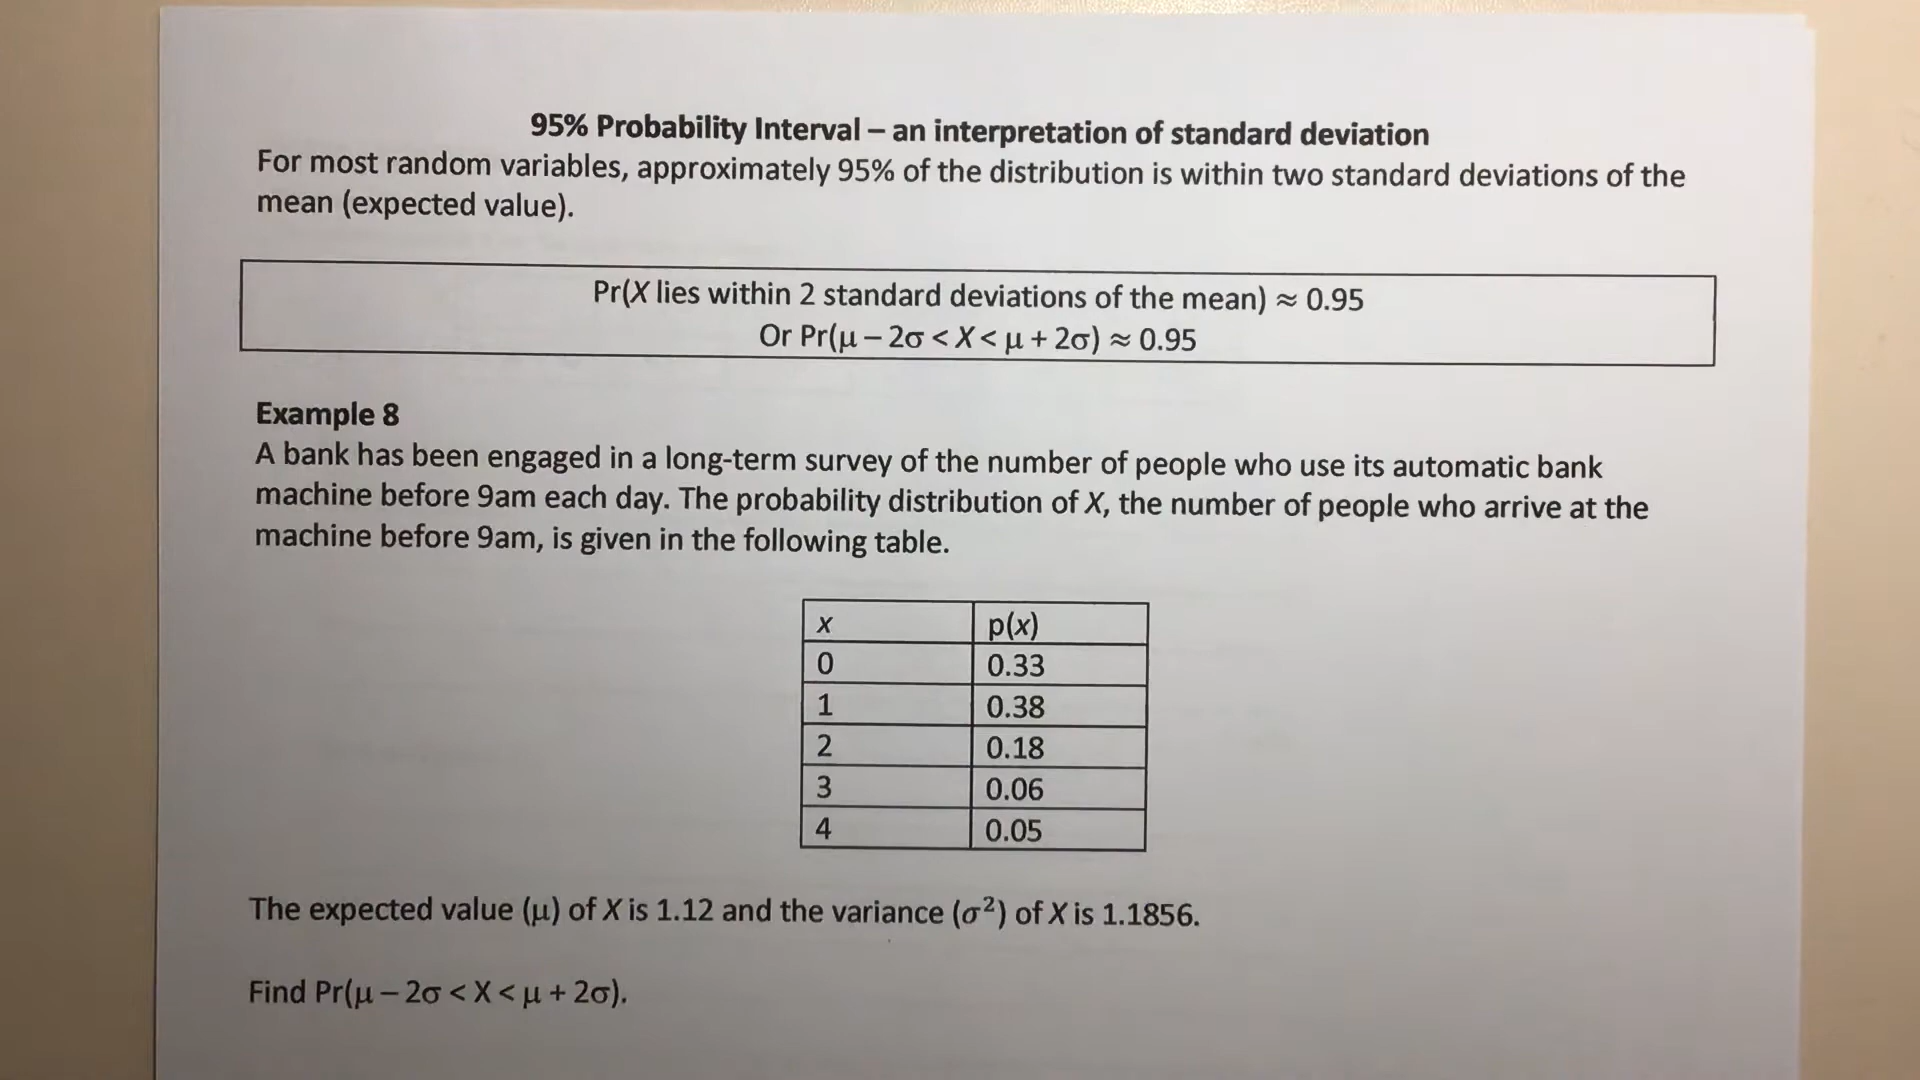 95% Probability Interval – an interpretation of standard deviation
For most random variables, approximately 95% of the distribution is within two standard deviations of the
mean (expected value).
Pr(X lies within 2 standard deviations of the mean) ≈ 0.95
Or Pr(μ – 2σ < X < μ + 2σ) ≈ 0.95
Example 8
A bank has been engaged in a long-term survey of the number of people who use its automatic bank
machine before 9am each day. The probability distribution of X, the number of people who arrive at the
machine before 9am, is given in the following table.
x p(x)
0 0.33
1 0.38
2 0.18
3 0.06
4 0.05
The expected value (μ) of X is 1.12 and the variance (σ²) of X is 1.1856.
Find Pr(μ – 2σ < X < μ + 2σ).